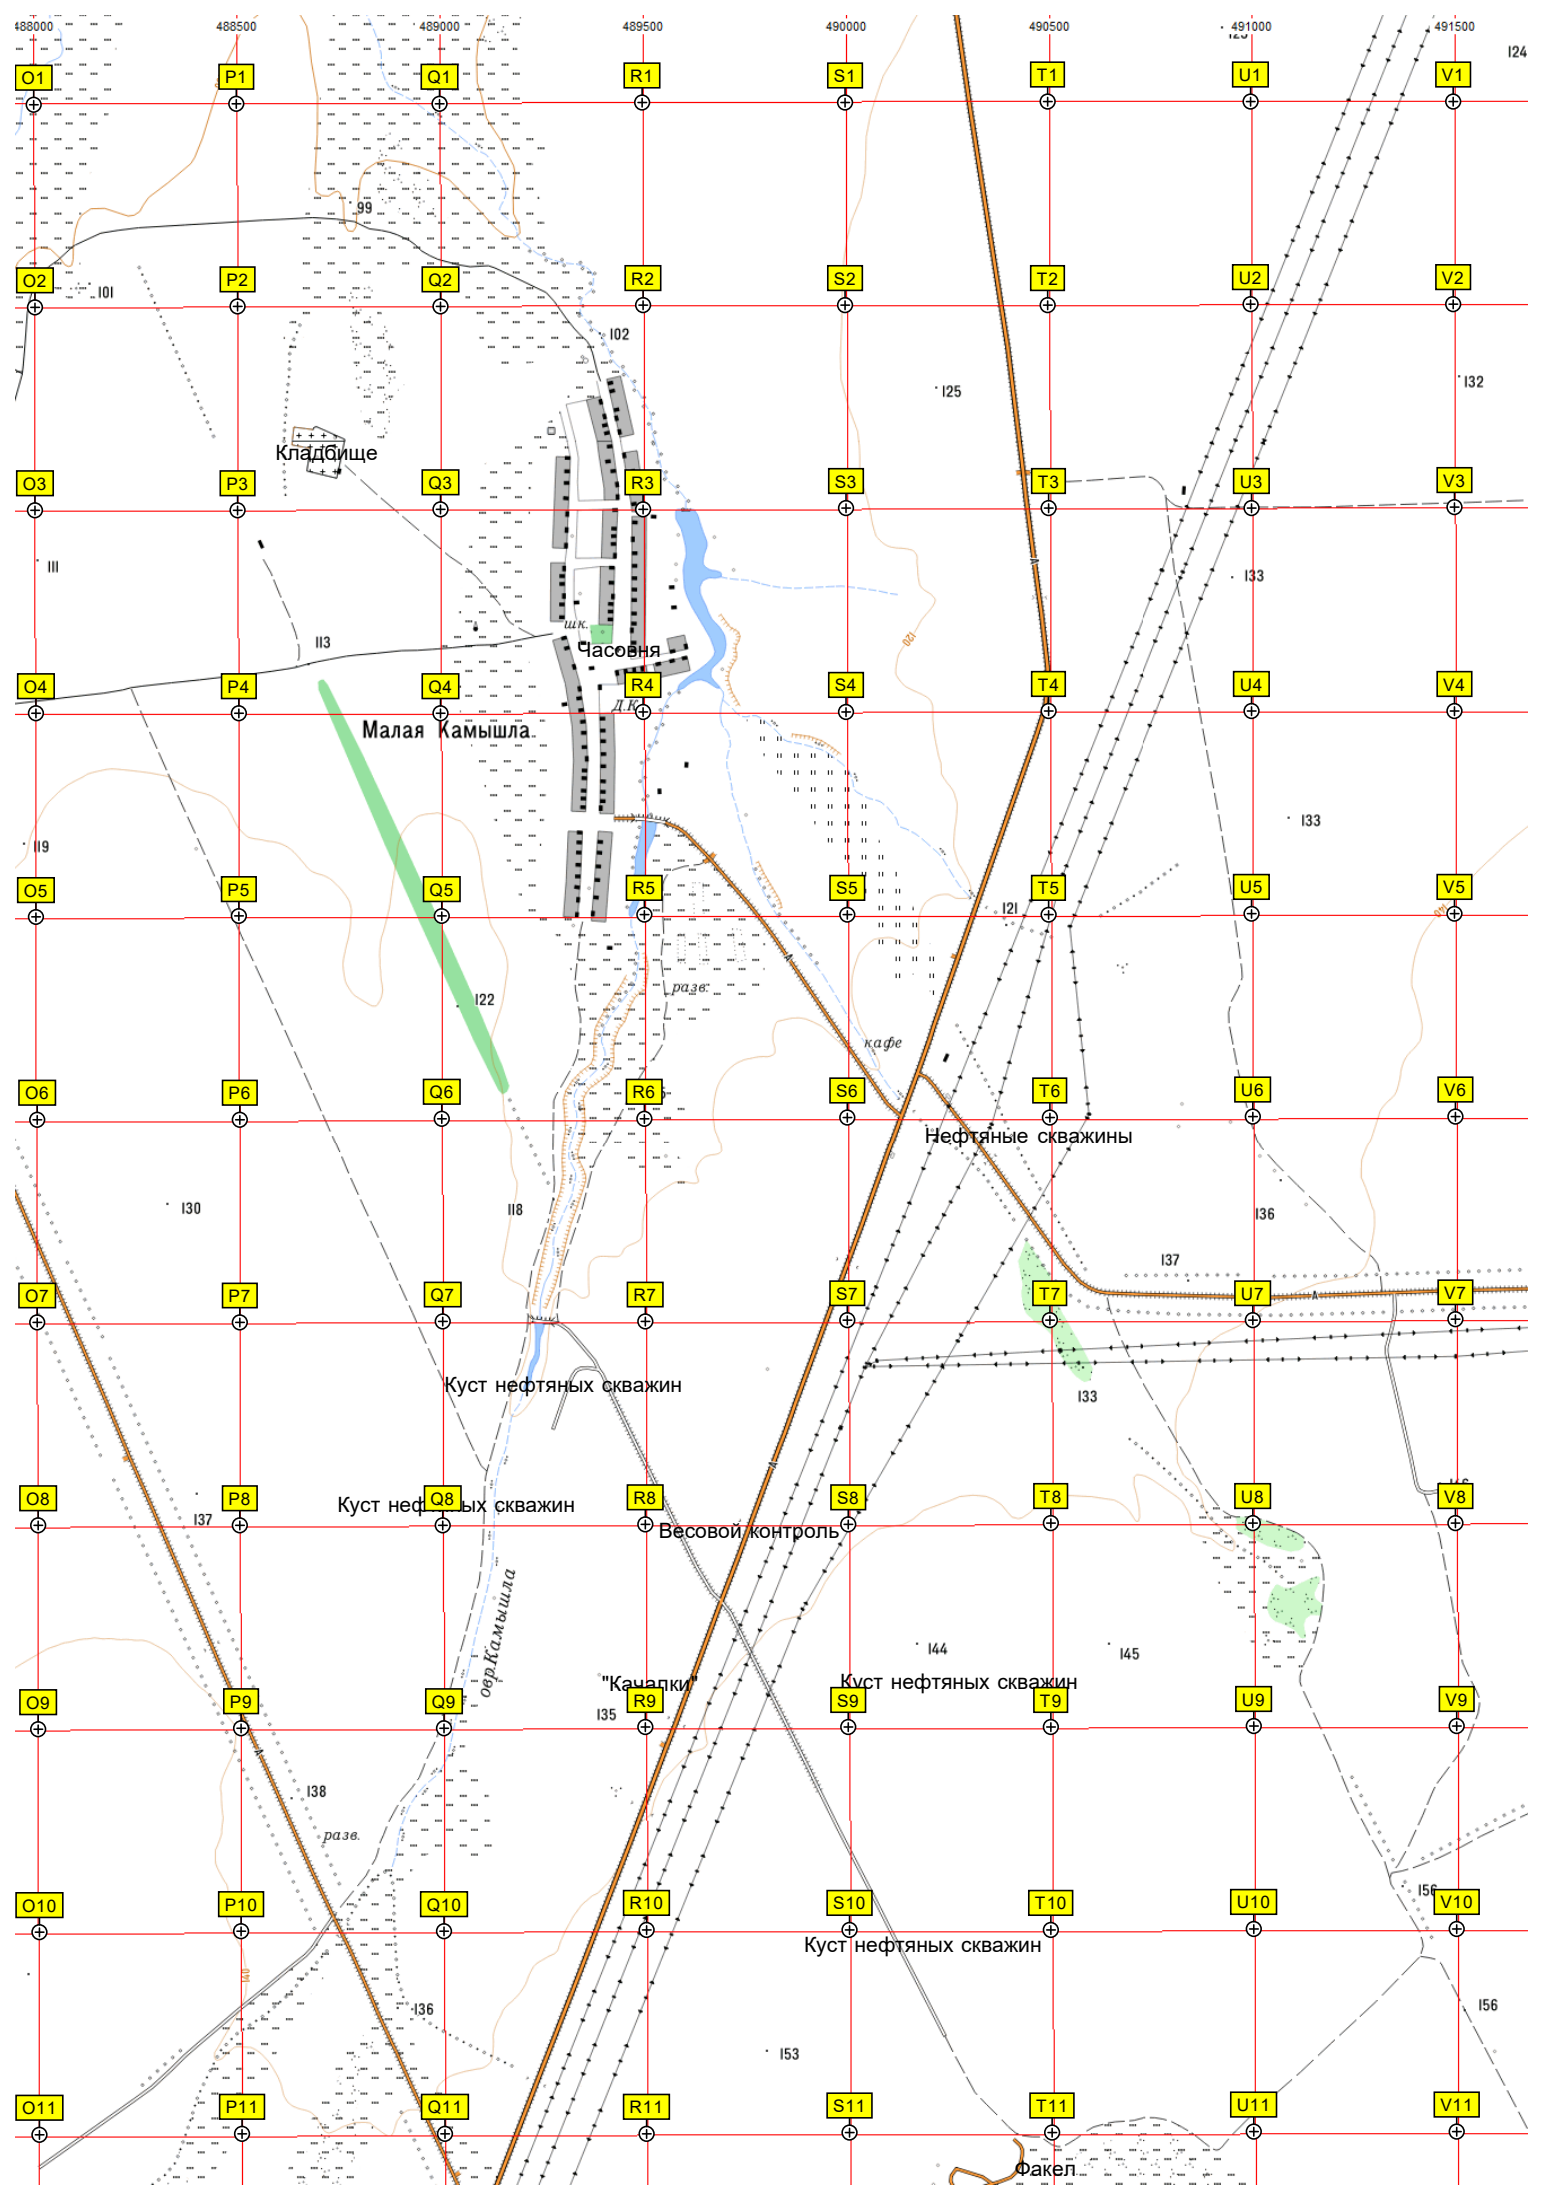 488000 488500 489000 489500 490000 490500 491000 491500
124
O1 P1 Q1 R1 S1 T1 U1 V1
99
O2 P2 Q2 R2 S2 T2 U2 V2
101
102
125 132
Кладбище
O3 P3 Q3 R3 S3 T3 U3 V3
111 133
А
шк.
113 Часовня 120
O4 P4 Q4 R4 S4 T4 U4 V4
Д.К
Малая Камышла
133
119
O5 P5 Q5 R5 S5 T5 U5 V5
121 140
А
122 разв.
кафе
O6 P6 Q6 R6 S6 T6 U6 V6
Нефтяные скважины
130 118 136
137
O7 P7 Q7 R7 S7 T7 U7 V7
А
Куст нефтяных скважин
133
А
O8 P8 Q8 R8 S8 T8 U8 V8
Куст нефтяных скважин
137 Весовой контроль
овр.Камышла
144 145
"Качалки" Куст нефтяных скважин
O9 P9 Q9 R9 S9 T9 U9 V9
135
А
138
разв.
156
O10 P10 Q10 R10 S10 T10 U10 V10
Куст нефтяных скважин
140
136 156
153
O11 P11 Q11 R11 S11 T11 U11 V11
Факел